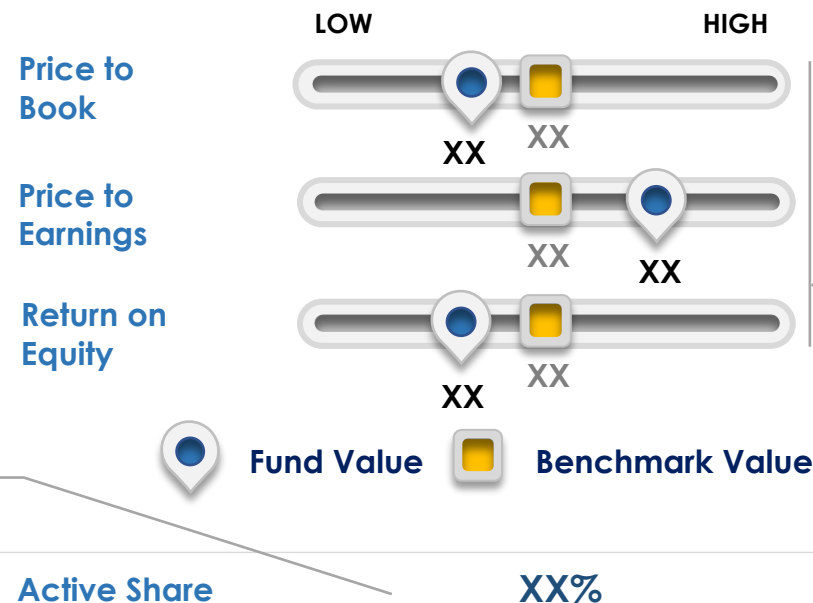 LOW HIGH
Price to
Book
XX
XX
Price to
Earnings
XX
XX
Return on
Equity
XX
XX
Fund Value
Benchmark Value
Active Share XX%